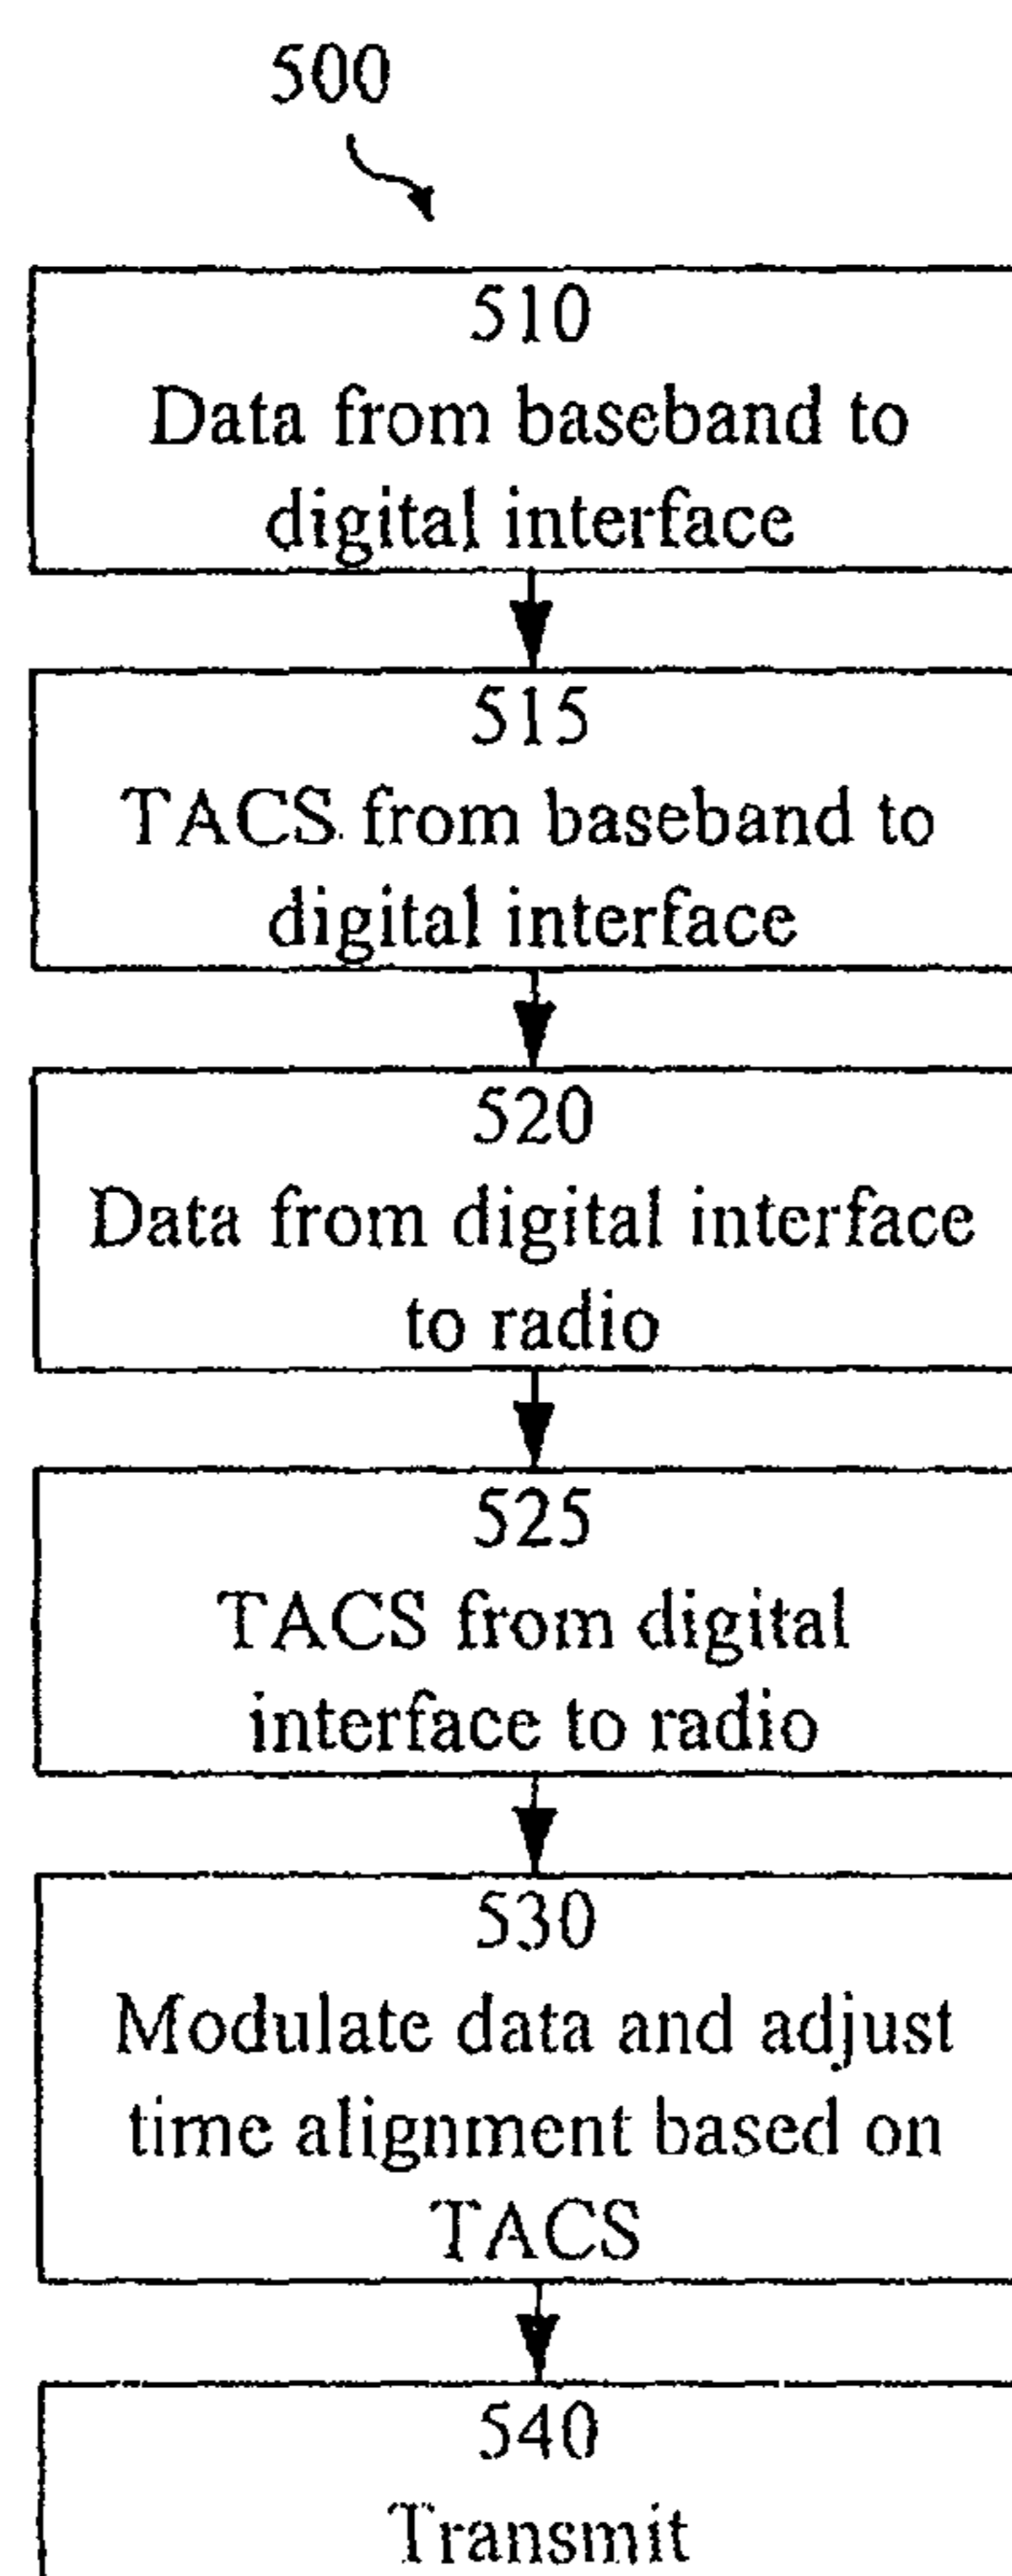 500
510
Data from baseband to
digital interface
515
TACS from baseband to
digital interface
520
Data from digital interface
to radio
525
TACS from digital
interface to radio
530
Modulate data and adjust
time alignment based on
TACS
540
Transmit